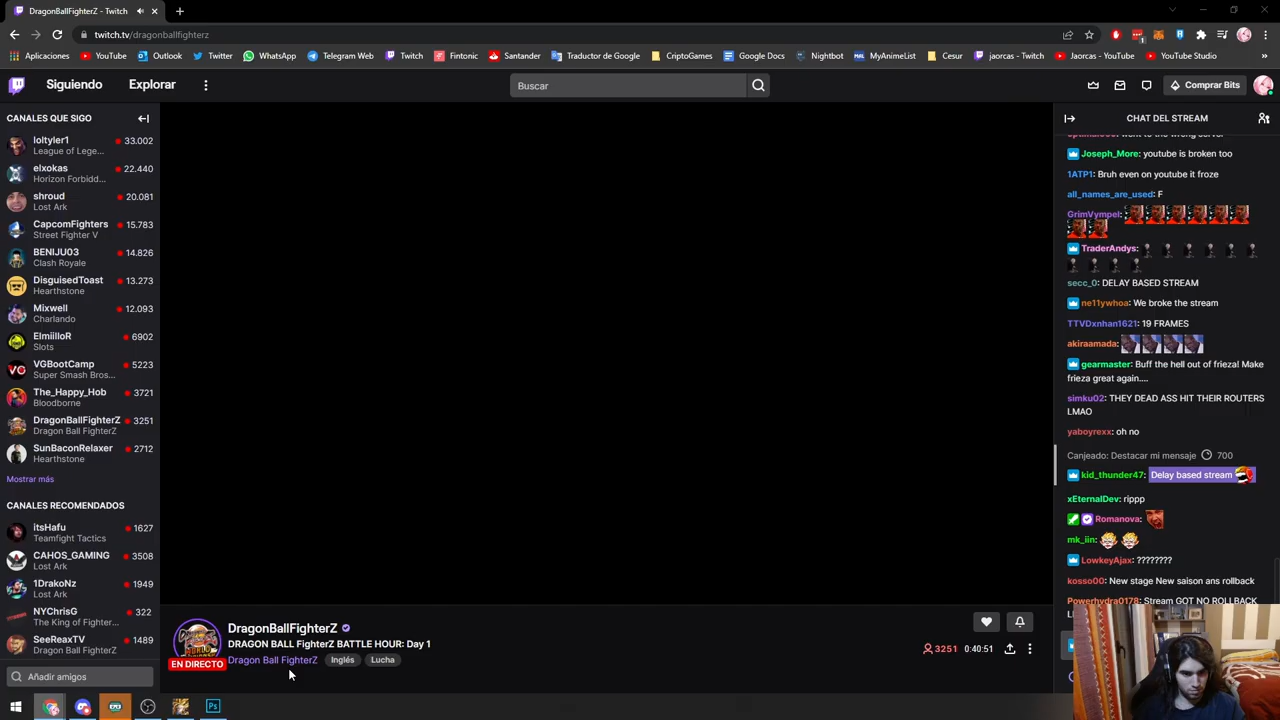 DragonBallFighterZ - Twitch
twitch.tv/dragonballfighterz
Aplicaciones YouTube Outlook Twitter WhatsApp Telegram Web Twitch Fintonic Santander Traductor de Google CriptoGames Google Docs Nightbot MyAnimeList Cesur jaorcas - Twitch Jaorcas - YouTube YouTube Studio
Siguiendo Explorar Buscar Comprar Bits
CANALES QUE SIGO
loltyler1 33.002
League of Lege...
elxokas 22.440
Horizon Forbidd...
shroud 20.081
Lost Ark
CapcomFighters 15.783
Street Fighter V
BENIJU03 14.826
Clash Royale
DisguisedToast 13.273
Hearthstone
Mixwell 12.093
Charlando
ElmiilloR 6902
Slots
VGBootCamp 5223
Super Smash Bros...
The_Happy_Hob 3721
Bloodborne
DragonBallFighterZ 3251
Dragon Ball FighterZ
SunBaconRelaxer 2712
Hearthstone
Mostrar más
CANALES RECOMENDADOS
itsHafu 1627
Teamfight Tactics
CAHOS_GAMING 3508
Lost Ark
1DrakoNz 1949
Lost Ark
NYChrisG 322
The King of Fighter...
SeeReaxTV 1489
Dragon Ball FighterZ
Añadir amigos
DragonBallFighterZ
DRAGON BALL FighterZ BATTLE HOUR: Day 1
Dragon Ball FighterZ Inglés Lucha
EN DIRECTO
3251 0:40:51
CHAT DEL STREAM
Joseph_More: youtube is broken too
1ATP1: Bruh even on youtube it froze
all_names_are_used: F
GrimVympel:
TraderAndys:
secc_0: DELAY BASED STREAM
ne11ywhoa: We broke the stream
TTVDxnhan1621: 19 FRAMES
akiraamada:
gearmaster: Buff the hell out of frieza! Make
frieza great again....
simku02: THEY DEAD ASS HIT THEIR ROUTERS
LMAO
yaboyrexx: oh no
Canjeado: Destacar mi mensaje 700
kid_thunder47: Delay based stream
xEternalDev: rippp
Romanova:
mk_iin:
LowkeyAjax: ????????
kosso00: New stage New saison ans rollback
Powerhydra0178: Stream GOT NO ROLLBACK